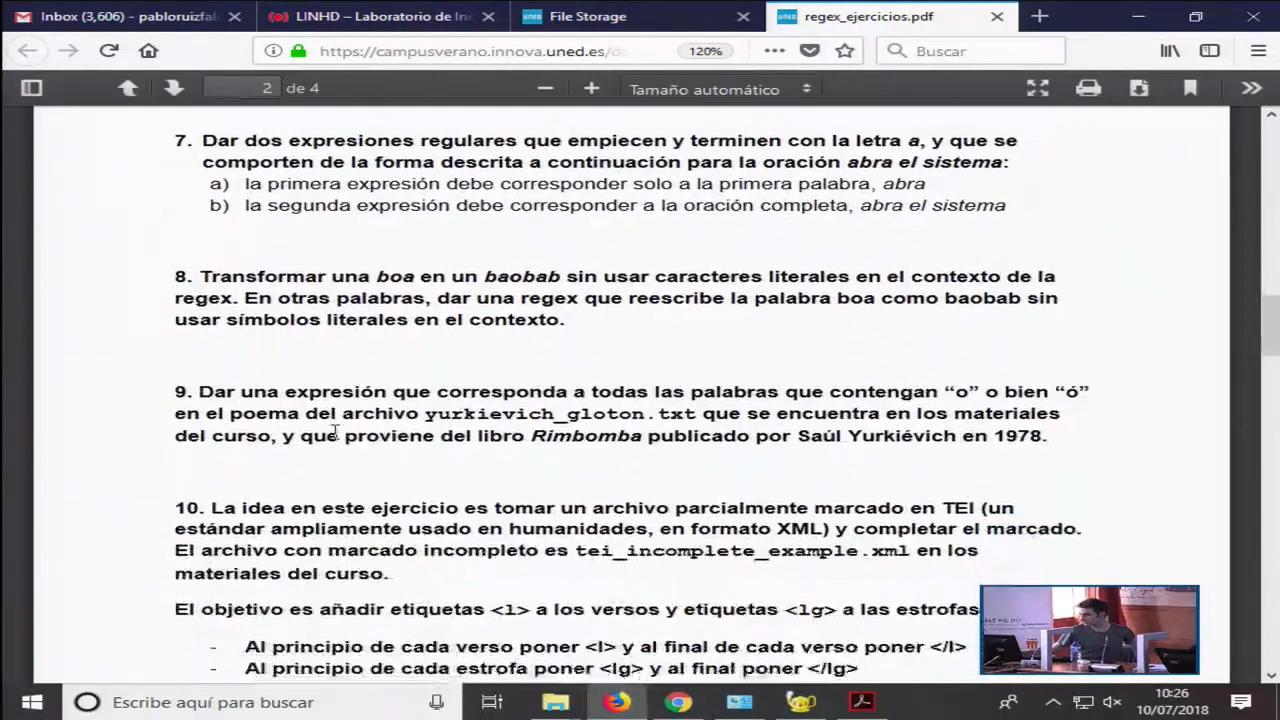 Inbox (3,606) - pabloruizfab
LINHD – Laboratorio de Inn
uned File Storage
uned regex_ejercicios.pdf
https://campusverano.innova.uned.es/d
120%
Buscar
2 de 4
Tamaño automático
7. Dar dos expresiones regulares que empiecen y terminen con la letra a, y que se
comporten de la forma descrita a continuación para la oración abra el sistema:
a) la primera expresión debe corresponder solo a la primera palabra, abra
b) la segunda expresión debe corresponder a la oración completa, abra el sistema
8. Transformar una boa en un baobab sin usar caracteres literales en el contexto de la
regex. En otras palabras, dar una regex que reescribe la palabra boa como baobab sin
usar símbolos literales en el contexto.
9. Dar una expresión que corresponda a todas las palabras que contengan “o” o bien “ó”
en el poema del archivo yurkievich_gloton.txt que se encuentra en los materiales
del curso, y que proviene del libro Rimbomba publicado por Saúl Yurkiévich en 1978.
10. La idea en este ejercicio es tomar un archivo parcialmente marcado en TEI (un
estándar ampliamente usado en humanidades, en formato XML) y completar el marcado.
El archivo con marcado incompleto es tei_incomplete_example.xml en los
materiales del curso.
El objetivo es añadir etiquetas <l> a los versos y etiquetas <lg> a las estrofas
- Al principio de cada verso poner <l> y al final de cada verso poner </l>
- Al principio de cada estrofa poner <lg> y al final poner </lg>
Escribe aquí para buscar
10:26
10/07/2018